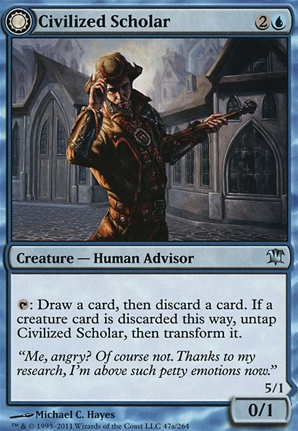 Civilized Scholar 2
Creature — Human Advisor
: Draw a card, then discard a card. If a
creature card is discarded this way, untap
Civilized Scholar, then transform it.
“Me, angry? Of course not. Thanks to my
research, I’m above such petty emotions now.”
5/1
Michael C. Hayes
0/1
™ & © 1993–2011 Wizards of the Coast LLC 47a/264